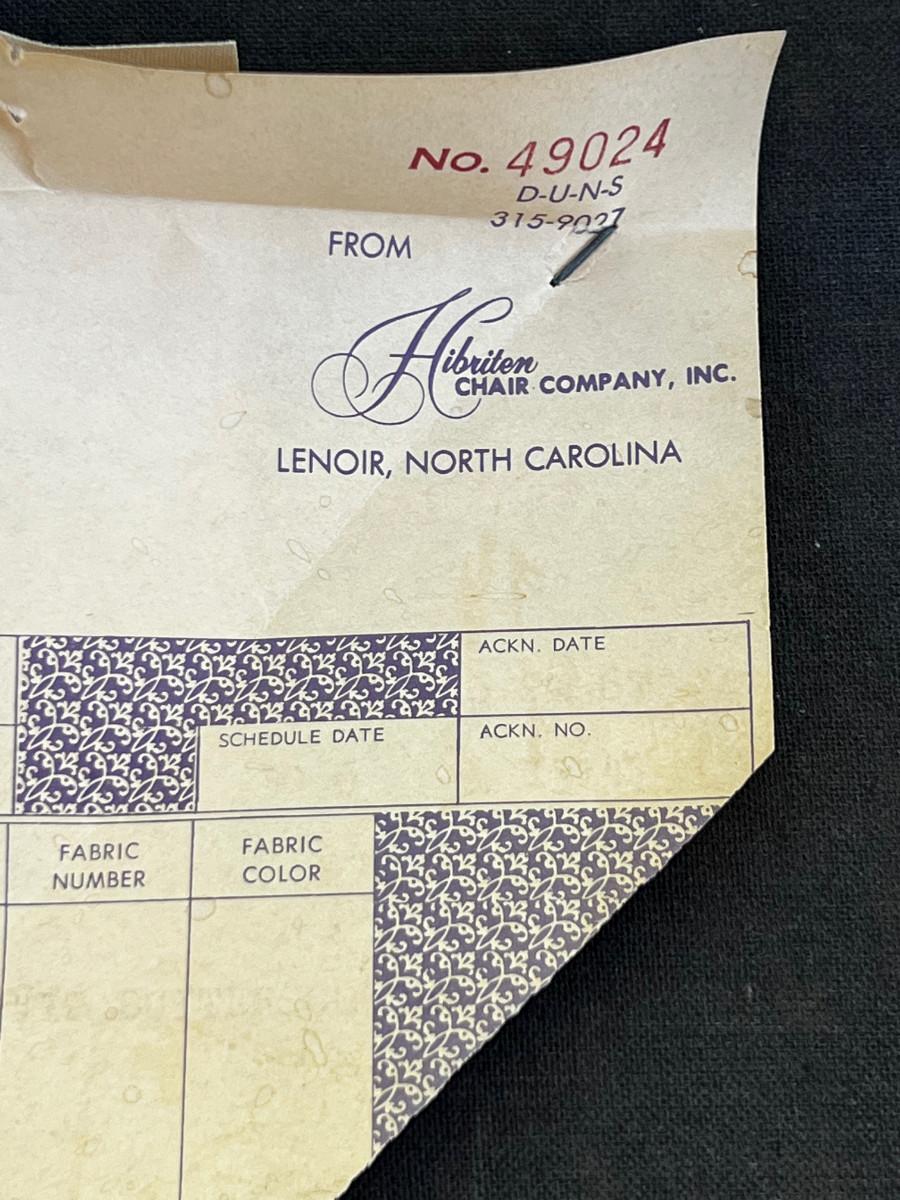 No. 49024
D-U-N-S
315-9027
FROM
Hibriten
CHAIR COMPANY, INC.
LENOIR, NORTH CAROLINA
ACKN. DATE
SCHEDULE DATE
ACKN. NO.
FABRIC
NUMBER
FABRIC
COLOR